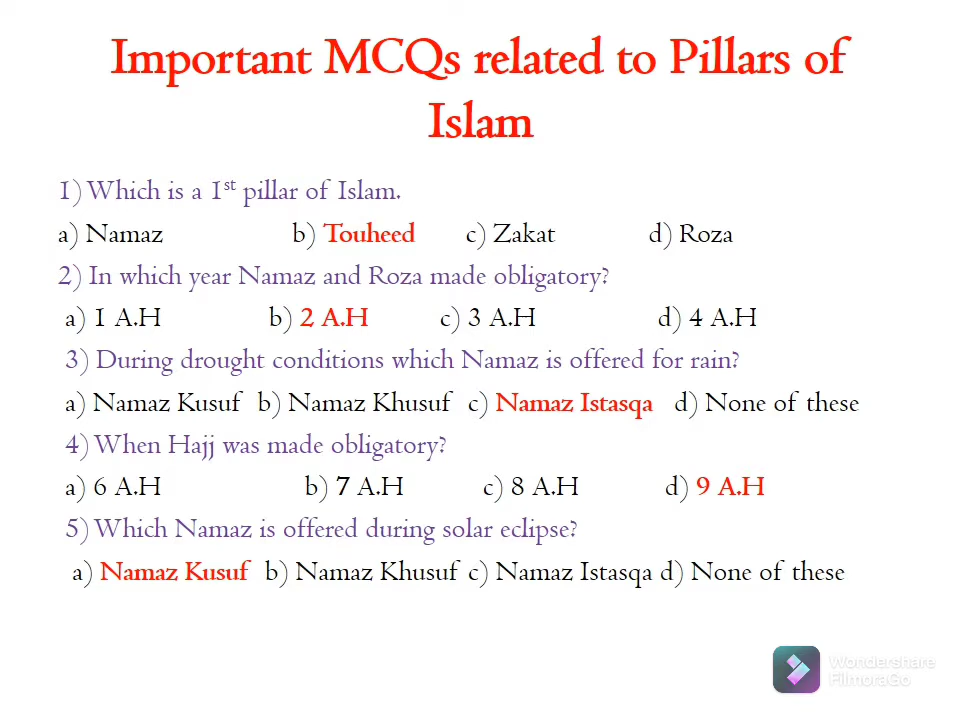 Important MCQs related to Pillars of
Islam
1) Which is a 1st pillar of Islam.
a) Namaz b) Touheed c) Zakat d) Roza
2) In which year Namaz and Roza made obligatory?
a) 1 A.H b) 2 A.H c) 3 A.H d) 4 A.H
3) During drought conditions which Namaz is offered for rain?
a) Namaz Kusuf b) Namaz Khusuf c) Namaz Istasqa d) None of these
4) When Hajj was made obligatory?
a) 6 A.H b) 7 A.H c) 8 A.H d) 9 A.H
5) Which Namaz is offered during solar eclipse?
a) Namaz Kusuf b) Namaz Khusuf c) Namaz Istasqa d) None of these
Wondershare
FilmoraGo